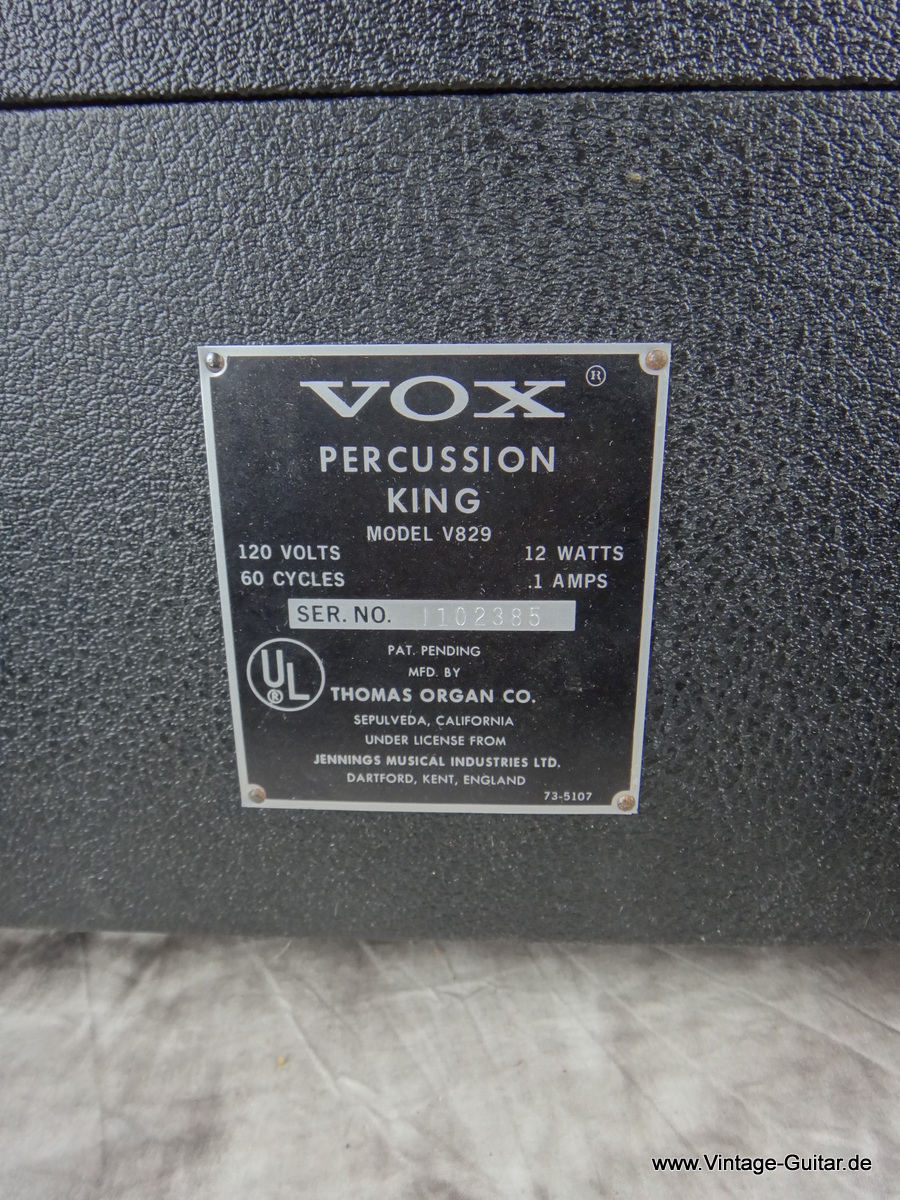 VOX ®
PERCUSSION
KING
MODEL V829
120 VOLTS 12 WATTS
60 CYCLES .1 AMPS
SER. NO. 1102385
PAT. PENDING
UL ®
MFD. BY
THOMAS ORGAN CO.
SEPULVEDA, CALIFORNIA
UNDER LICENSE FROM
JENNINGS MUSICAL INDUSTRIES LTD.
DARTFORD, KENT, ENGLAND
73-5107
www.Vintage-Guitar.de